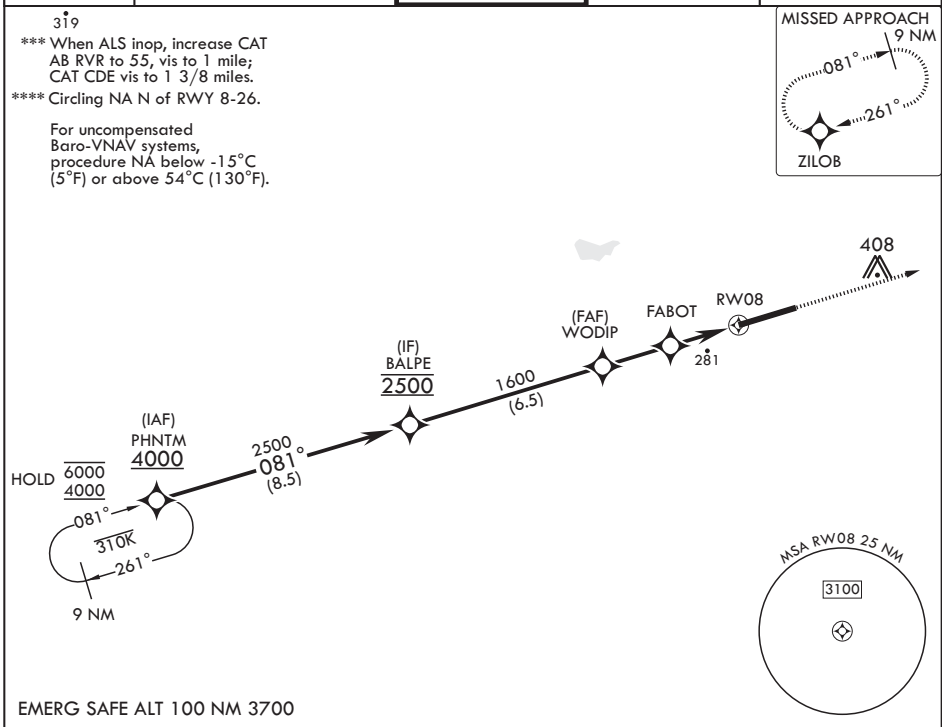 319
*** When ALS inop, increase CAT
AB RVR to 55, vis to 1 mile;
CAT CDE vis to 1 3/8 miles.
**** Circling NA N of RWY 8-26.
For uncompensated
Baro-VNAV systems,
procedure NA below -15°C
(5°F) or above 54°C (130°F).
MISSED APPROACH
9 NM
081°
261°
ZILOB
408
RW08
FABOT
(FAF)
WODIP
281
(IF)
BALPE
2500
1600
(6.5)
(IAF)
PHNTM
4000
2500
081°
(8.5)
HOLD
6000
4000
081°
310K
261°
9 NM
MSA RW08 25 NM
3100
EMERG SAFE ALT 100 NM 3700